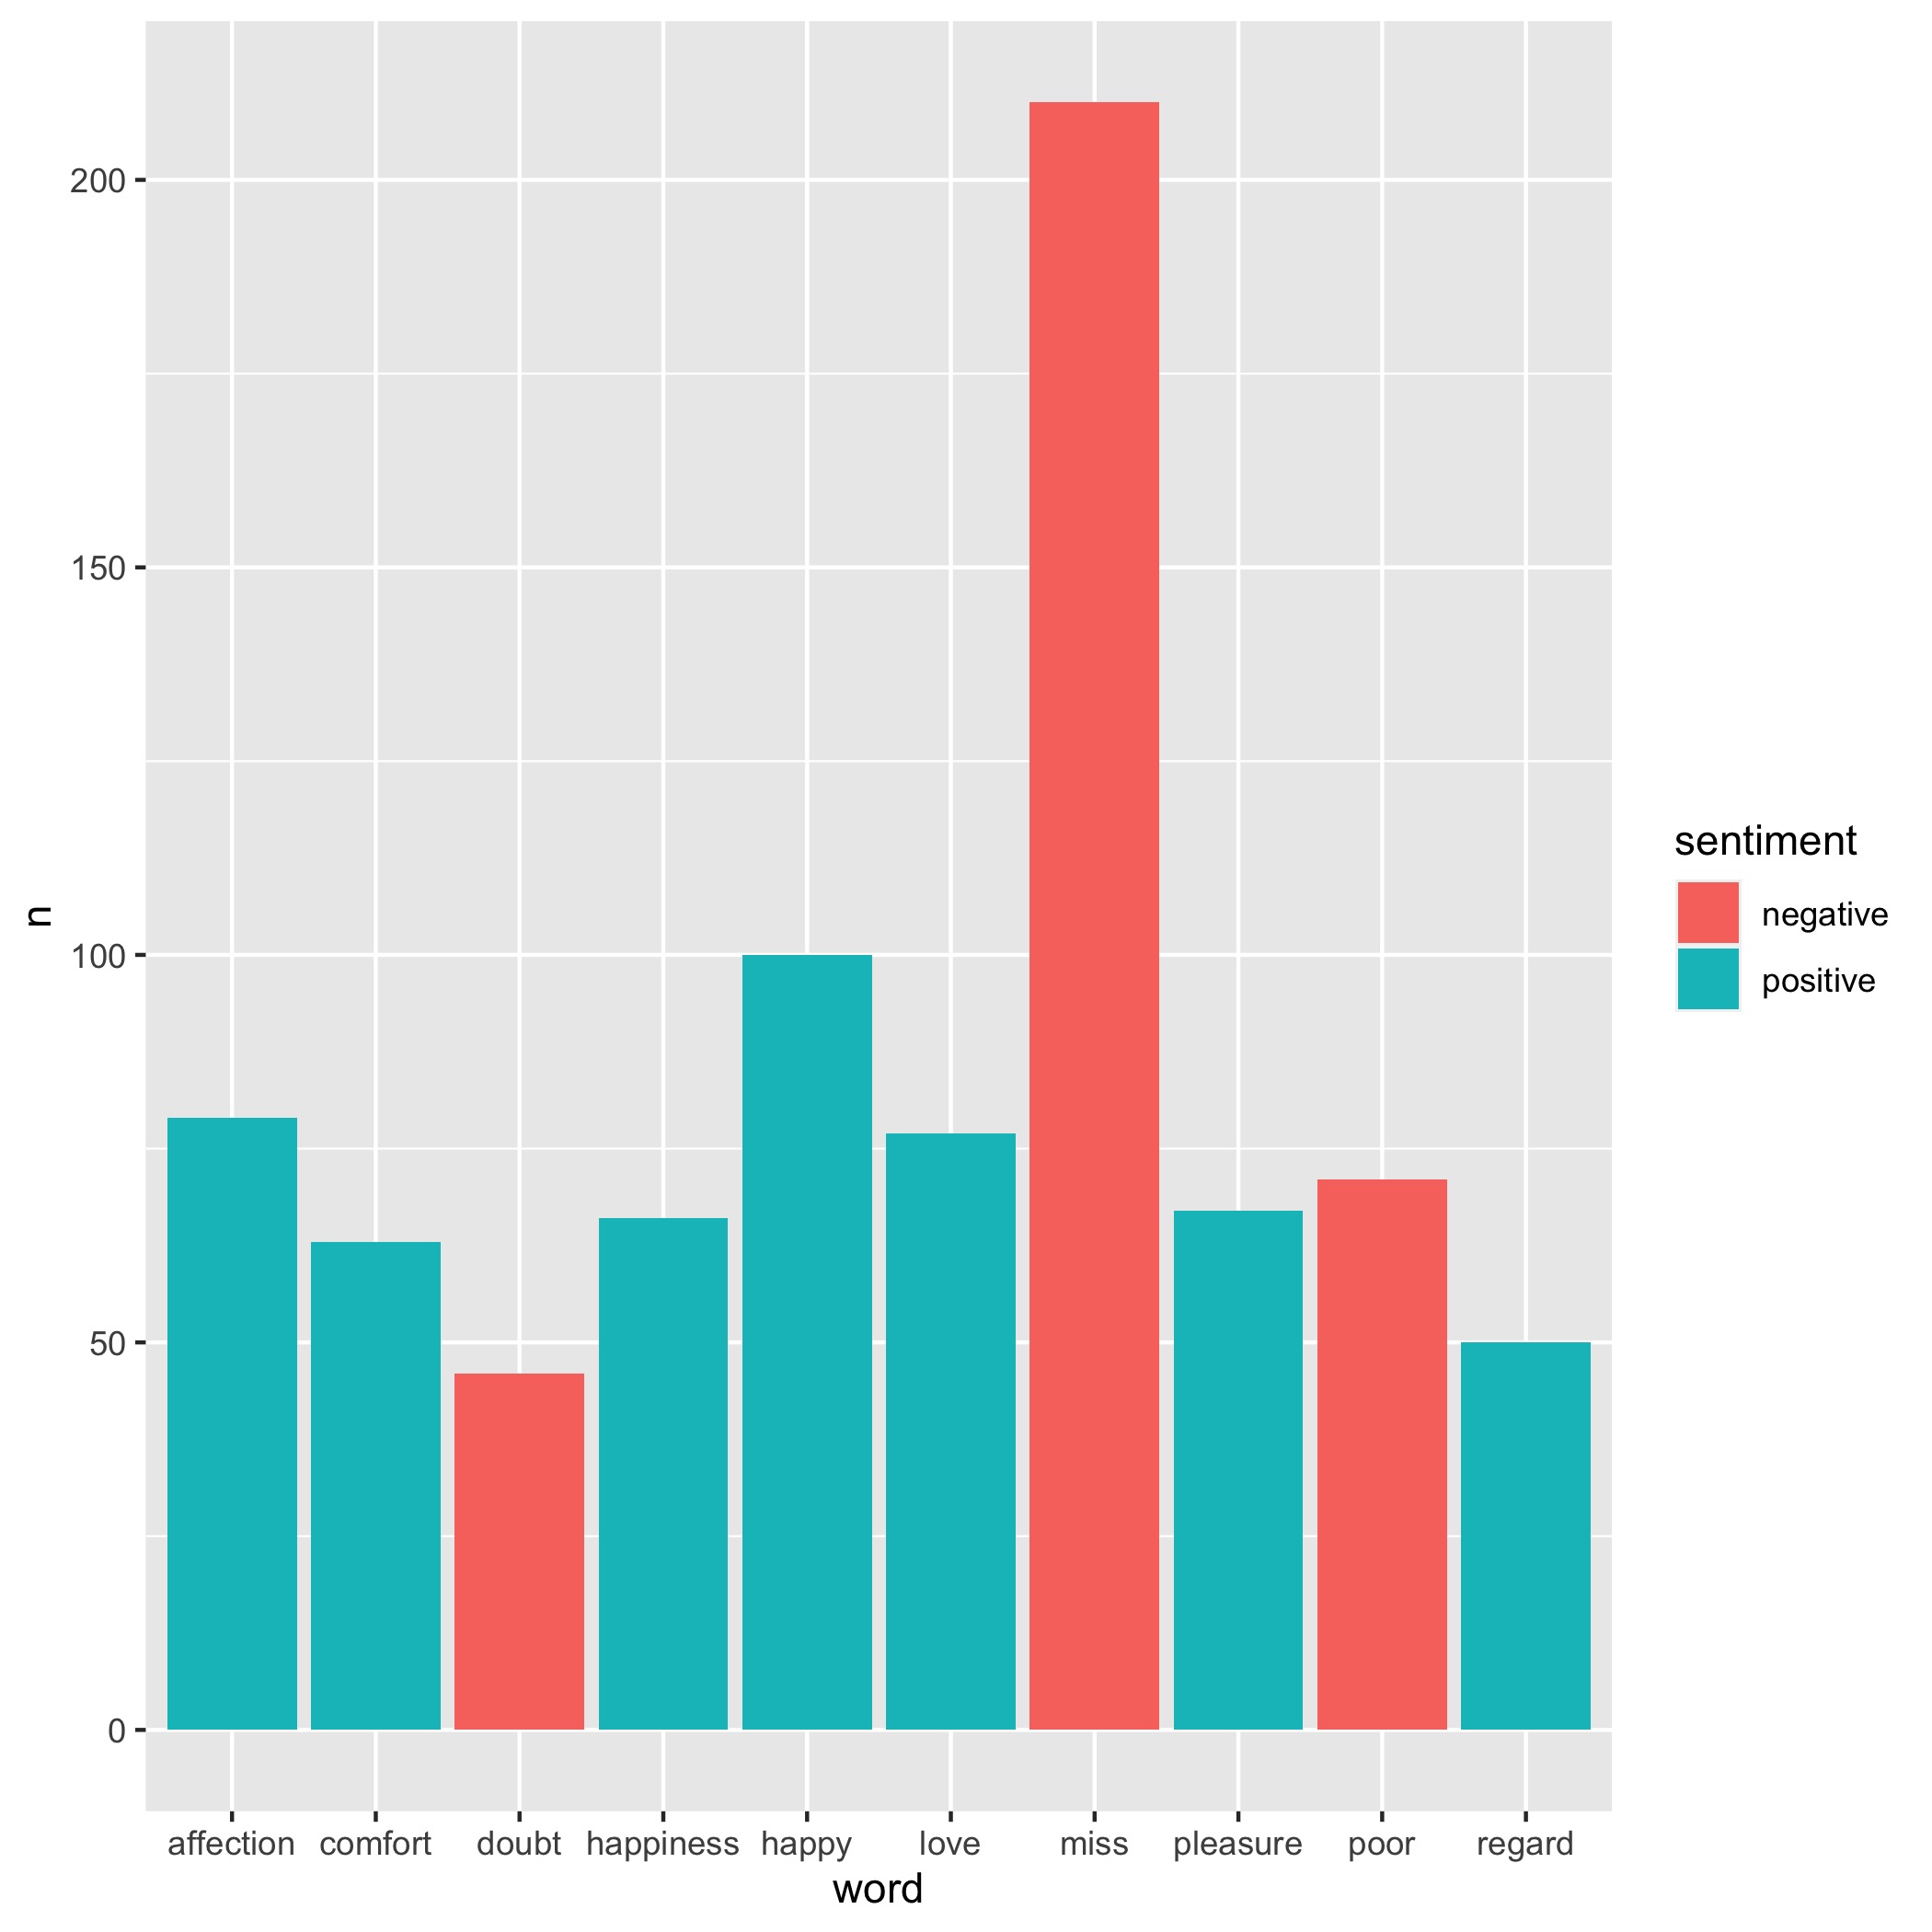 200
150
100
50
0
n
affection comfort doubt happiness happy love miss pleasure poor regard
word
sentiment
negative
positive